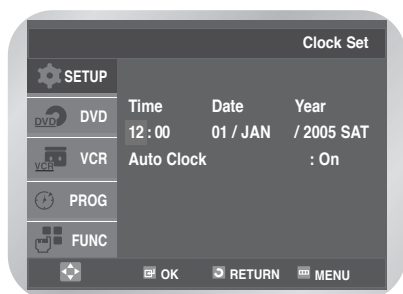 Clock Set
SETUP
DVD DVD
VCR VCR
PROG
FUNC
Time Date Year
12 : 00 01 / JAN / 2005 SAT
Auto Clock : On
OK RETURN MENU